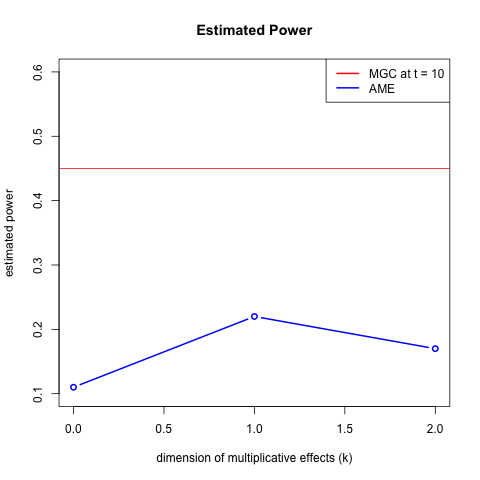 Estimated Power
MGC at t = 10
AME
estimated power
0.6
0.5
0.4
0.3
0.2
0.1
0.0
0.5
1.0
1.5
2.0
dimension of multiplicative effects (k)